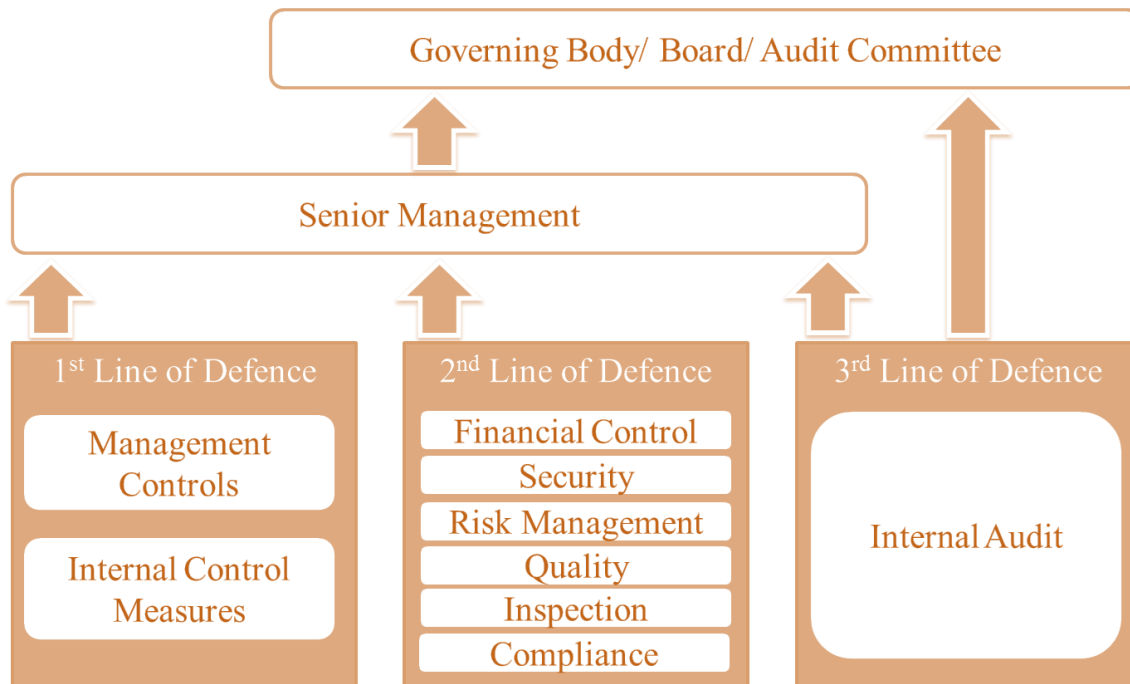 Governing Body/ Board/ Audit Committee
Senior Management
1st Line of Defence
Management
Controls
Internal Control
Measures
2nd Line of Defence
Financial Control
Security
Risk Management
Quality
Inspection
Compliance
3rd Line of Defence
Internal Audit